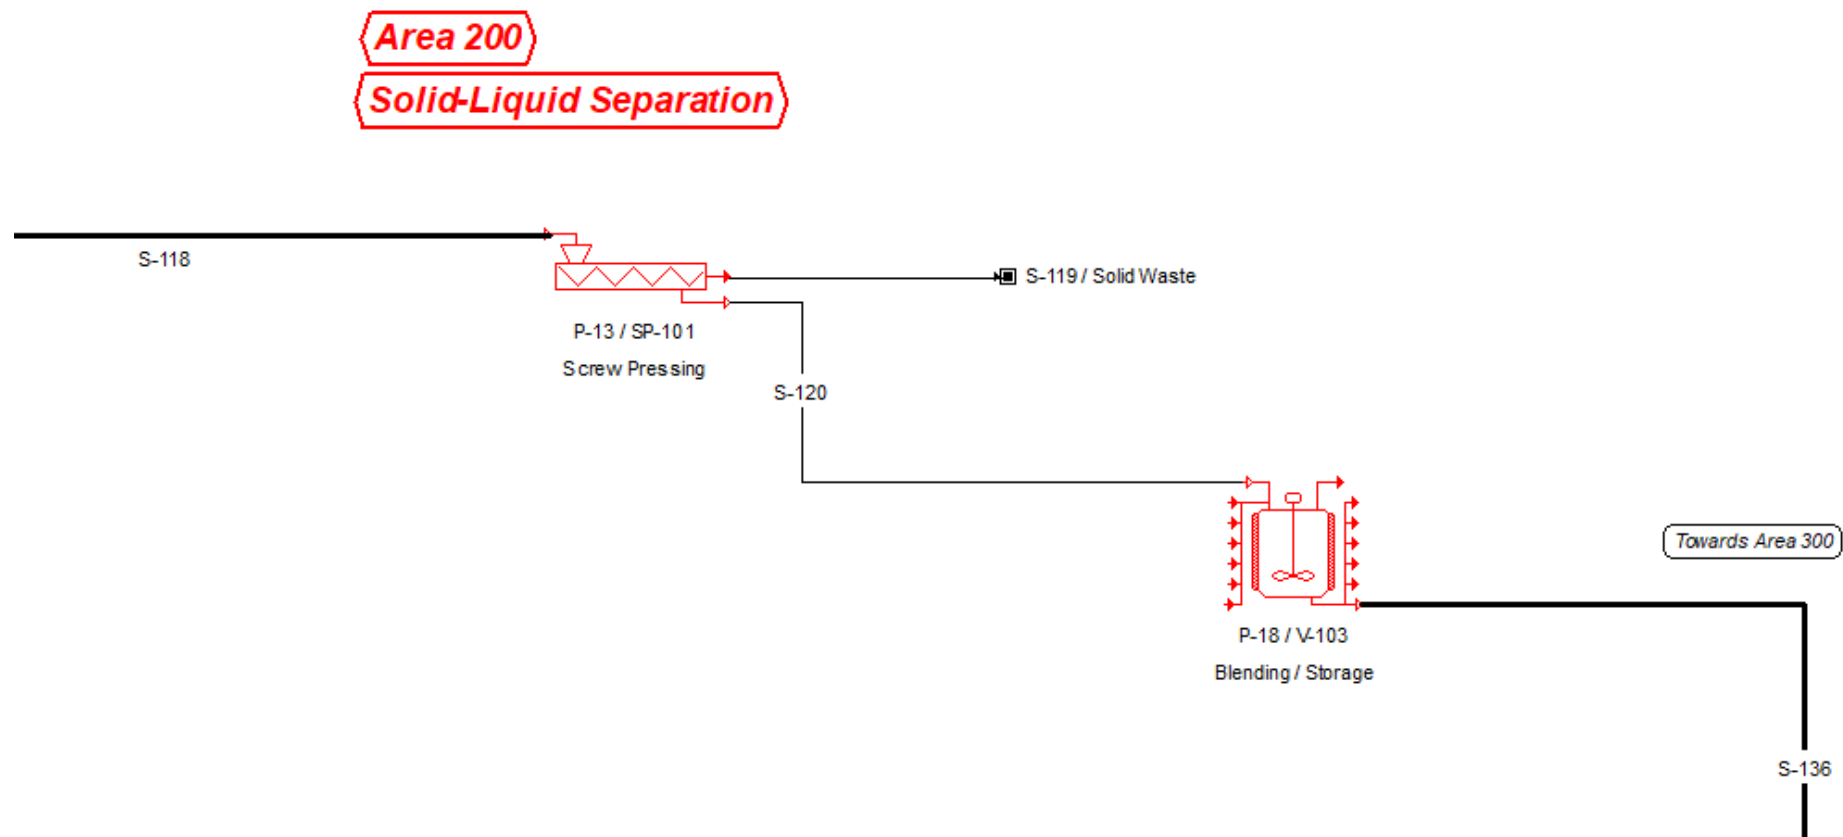 Area 200
Solid-Liquid Separation
S-118
S-119 / Solid Waste
P-13 / SP-101
Screw Pressing
S-120
Towards Area 300
P-18 / V-103
Blending / Storage
S-136